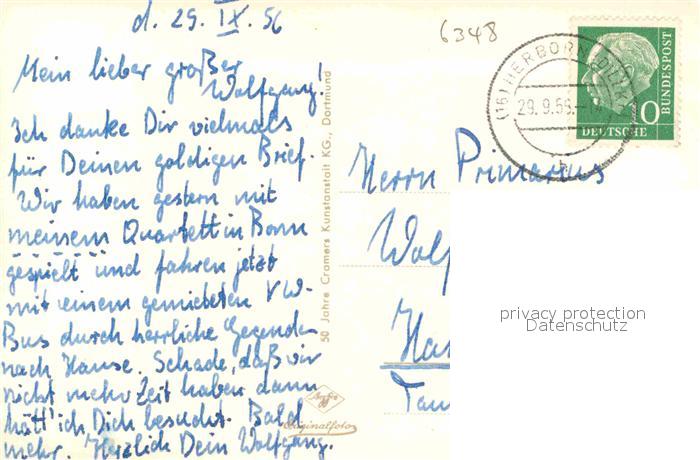 d. 29. IX. 56
6348
Mein lieber großer
Wolfgang!
Ich danke Dir vielmals
für Deinen goldigen Brief.
Wir haben gestern mit
meinem Quartett in Bonn
gespielt und fahren jetzt
mit einem gemieteten VW-
Bus durch herrliche Gegenden
nach Hause. Schade, daß wir
nicht mehr Zeit haben, dann
hätt' ich Dich besucht. Bald
mehr. Herzlich Dein Wolfgang.
50 Jahre Cramers Kunstanstalt KG., Dortmund
Originalfoto
(16) HERBORN (DILLKR)
29.9.56.-
b
10
DEUTSCHE
BUNDESPOST
Herrn Primarius
Wolf
privacy protection
Datenschutz